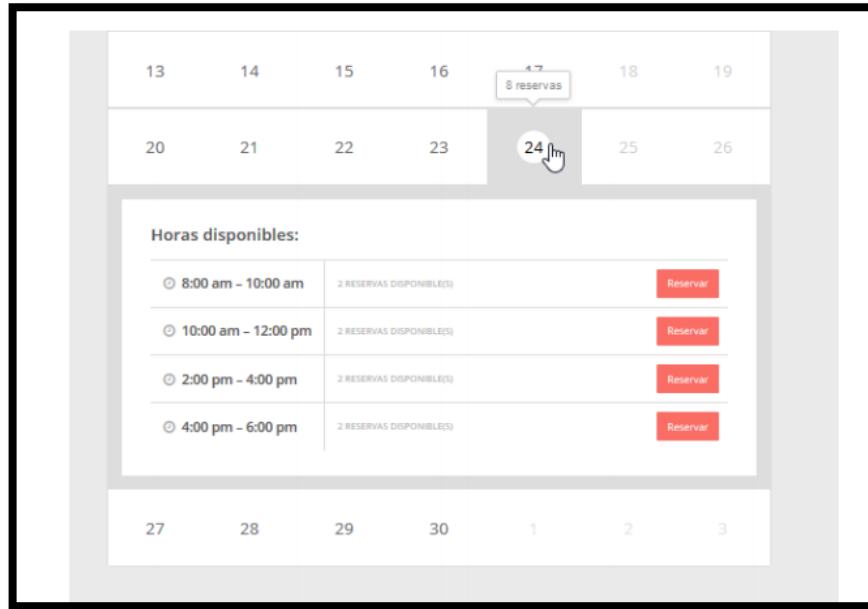 13 14 15 16 17 18 19
8 reservas
20 21 22 23 24 25 26
Horas disponibles:
8:00 am – 10:00 am 2 RESERVAS DISPONIBLE(S) Reservar
10:00 am – 12:00 pm 2 RESERVAS DISPONIBLE(S) Reservar
2:00 pm – 4:00 pm 2 RESERVAS DISPONIBLE(S) Reservar
4:00 pm – 6:00 pm 2 RESERVAS DISPONIBLE(S) Reservar
27 28 29 30 1 2 3